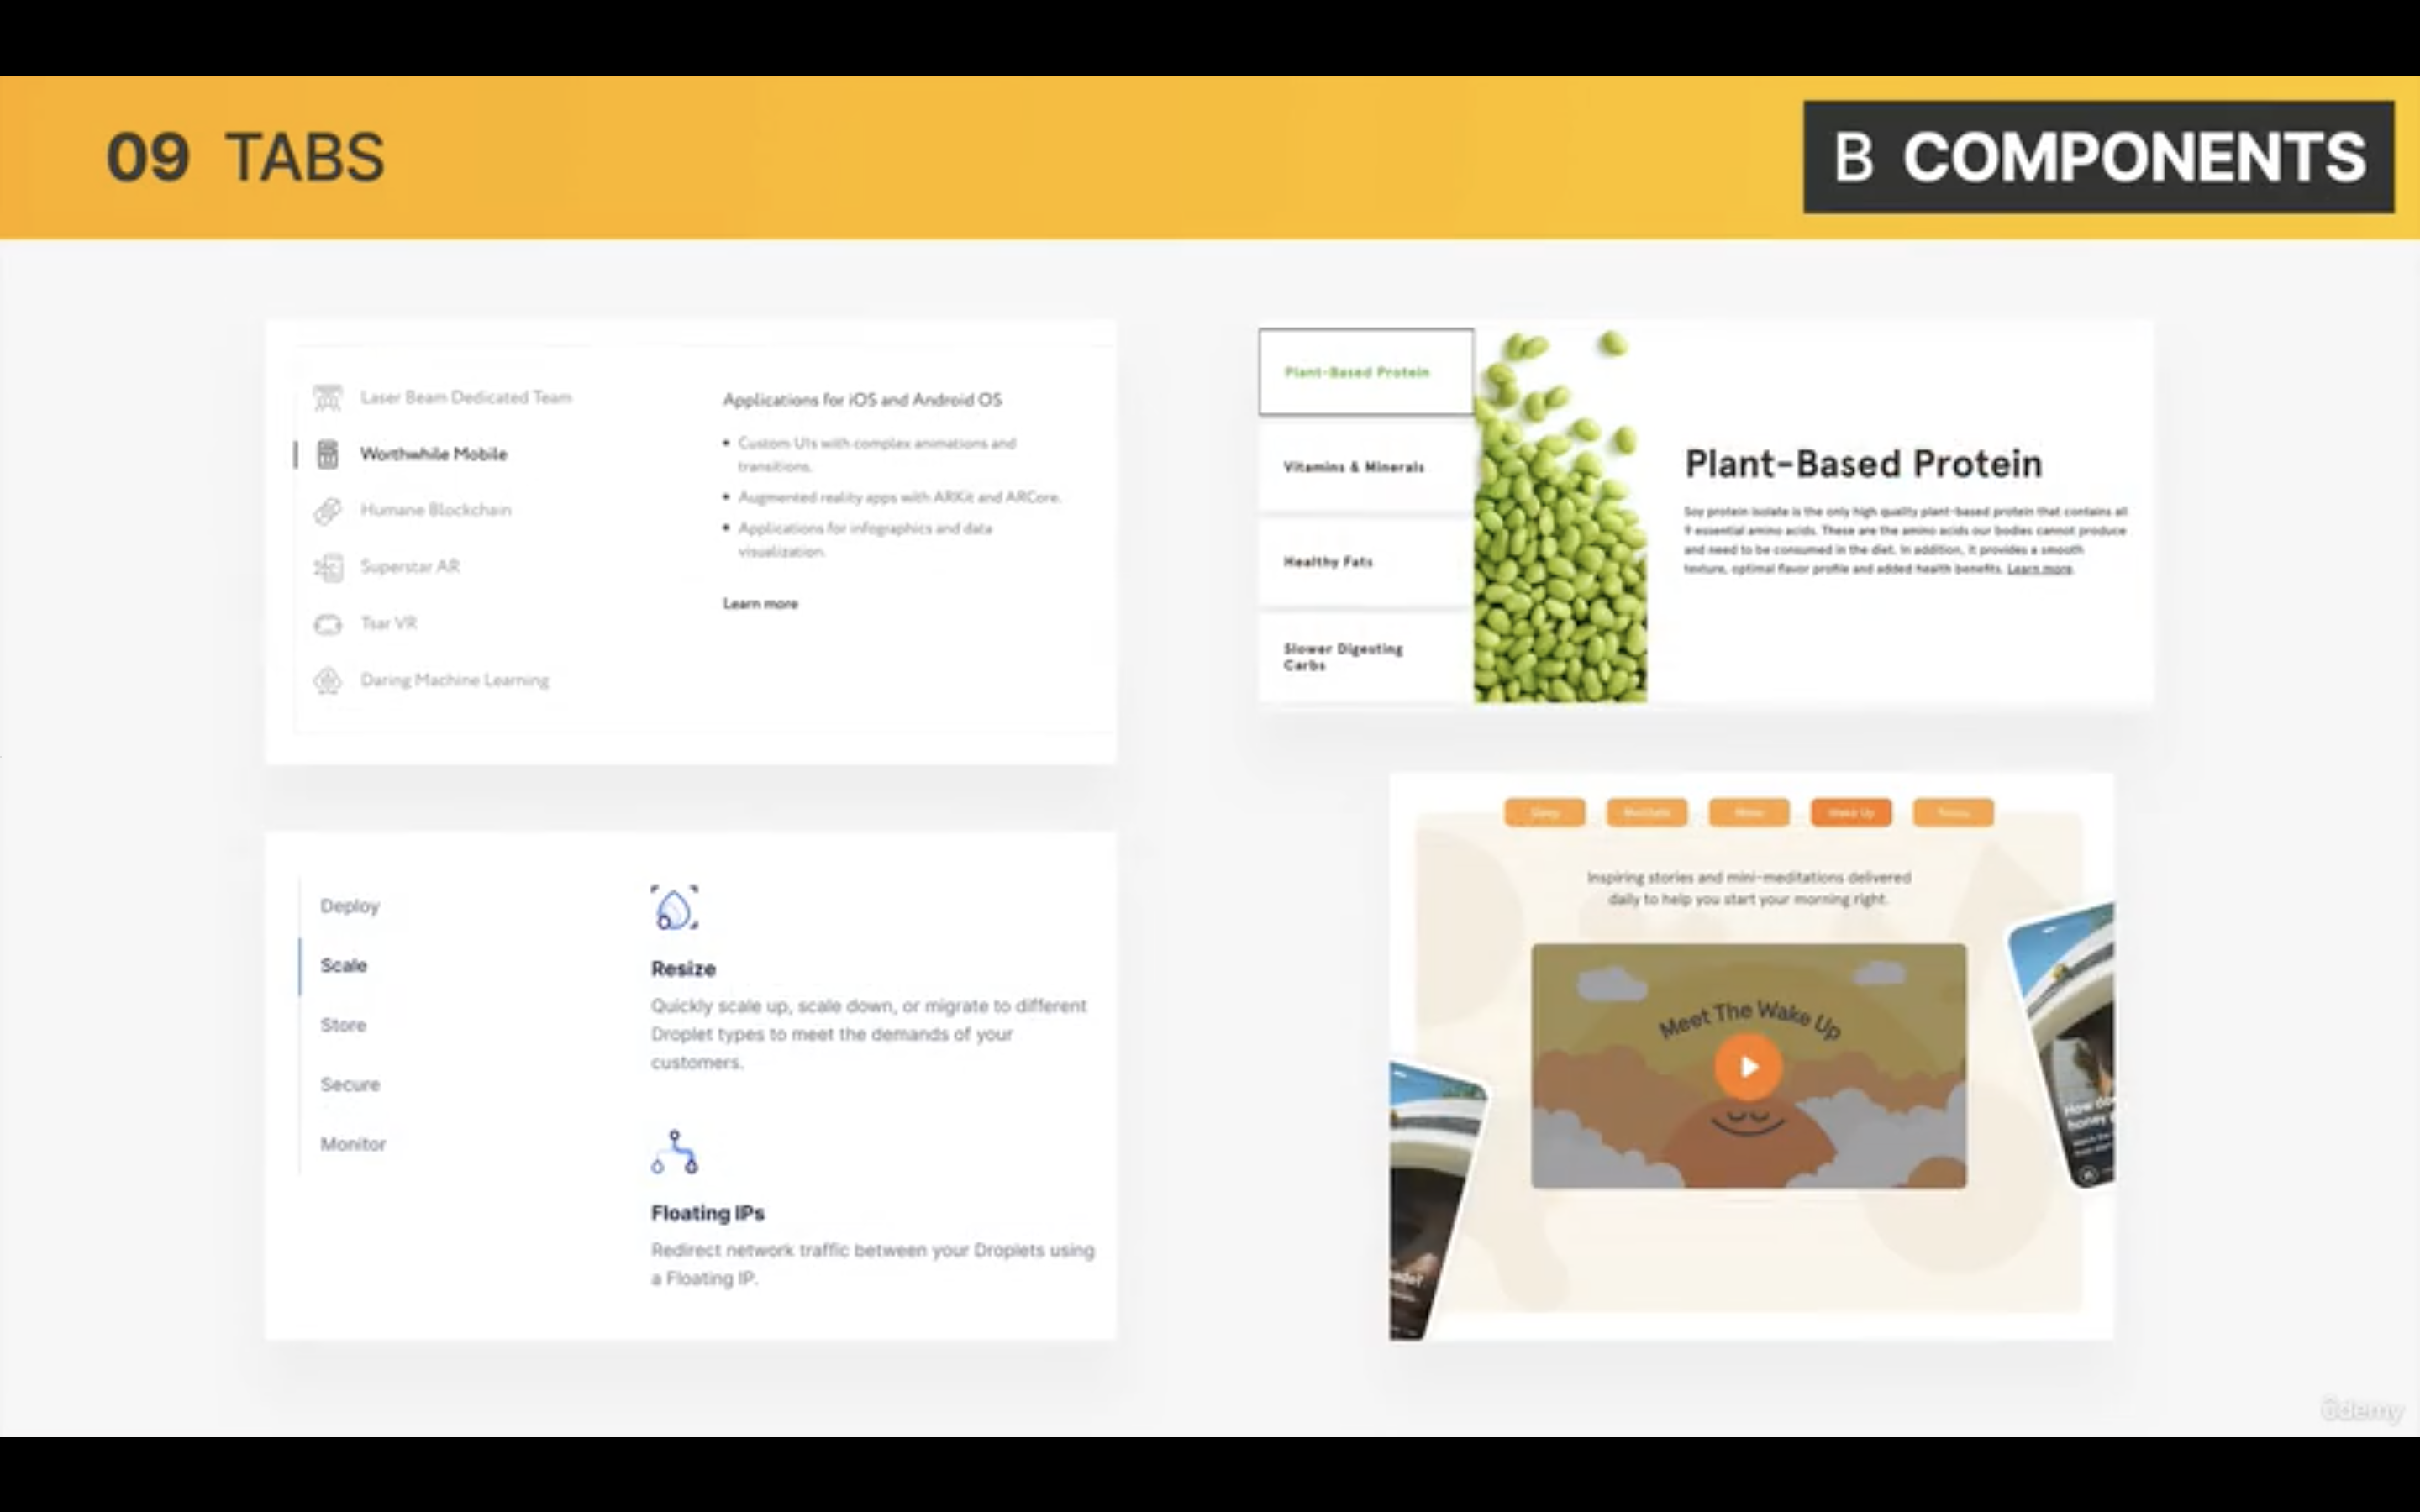 09 TABS
B COMPONENTS
Laser Beam Dedicated Team
Worthwhile Mobile
Humane Blockchain
Superstar AR
Tsar VR
Daring Machine Learning
Applications for iOS and Android OS
• Custom UIs with complex animations and
transitions.
• Augmented reality apps with ARKit and ARCore.
• Applications for infographics and data
visualization.
Learn more
Plant-Based Protein
Vitamins & Minerals
Healthy Fats
Slower Digesting
Carbs
Plant-Based Protein
Soy protein isolate is the only high quality plant-based protein that contains all
9 essential amino acids. These are the amino acids our bodies cannot produce
and need to be consumed in the diet. In addition, it provides a smooth
texture, optimal flavor profile and added health benefits. Learn more.
Deploy
Scale
Store
Secure
Monitor
Resize
Quickly scale up, scale down, or migrate to different
Droplet types to meet the demands of your
customers.
Floating IPs
Redirect network traffic between your Droplets using
a Floating IP.
Sleep
Meditate
Wake Up
Inspiring stories and mini-meditations delivered
daily to help you start your morning right.
Meet The Wake Up
How do
honey
ûdemy